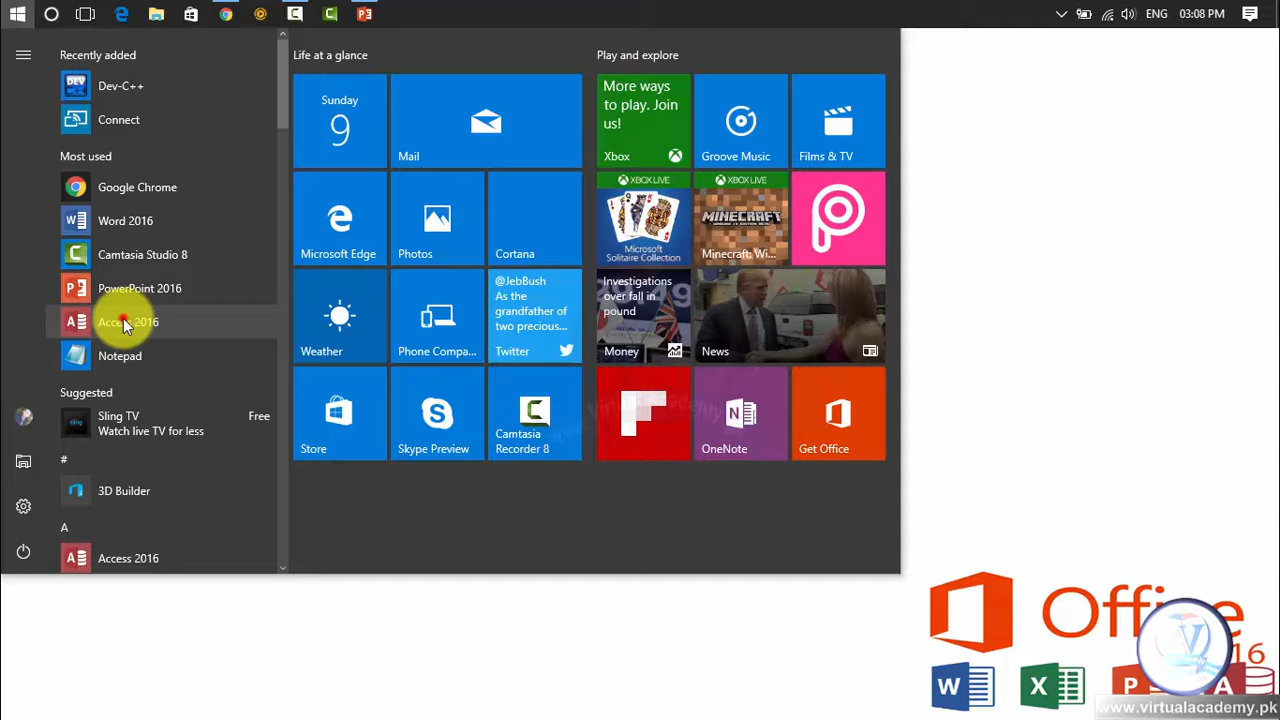 ENG
03:08 PM
Recently added
Dev-C++
Connect
Most used
Google Chrome
Word 2016
Camtasia Studio 8
PowerPoint 2016
Access 2016
Notepad
Suggested
Sling TV
Free
Watch live TV for less
#
3D Builder
A
Access 2016
Life at a glance
Sunday
9
Mail
Microsoft Edge
Photos
Cortana
Weather
Phone Compa...
@JebBush
As the
grandfather of
two precious...
Twitter
Store
Skype Preview
Camtasia
Recorder 8
Play and explore
More ways
to play. Join
us!
Xbox
Groove Music
Films & TV
XBOX LIVE
Microsoft
Solitaire Collection
XBOX LIVE
MINECRAFT
Minecraft: Wi...
Investigations
over fall in
pound
Money
News
OneNote
Get Office
Virtual Academy
Office
16
www.virtualacademy.pk